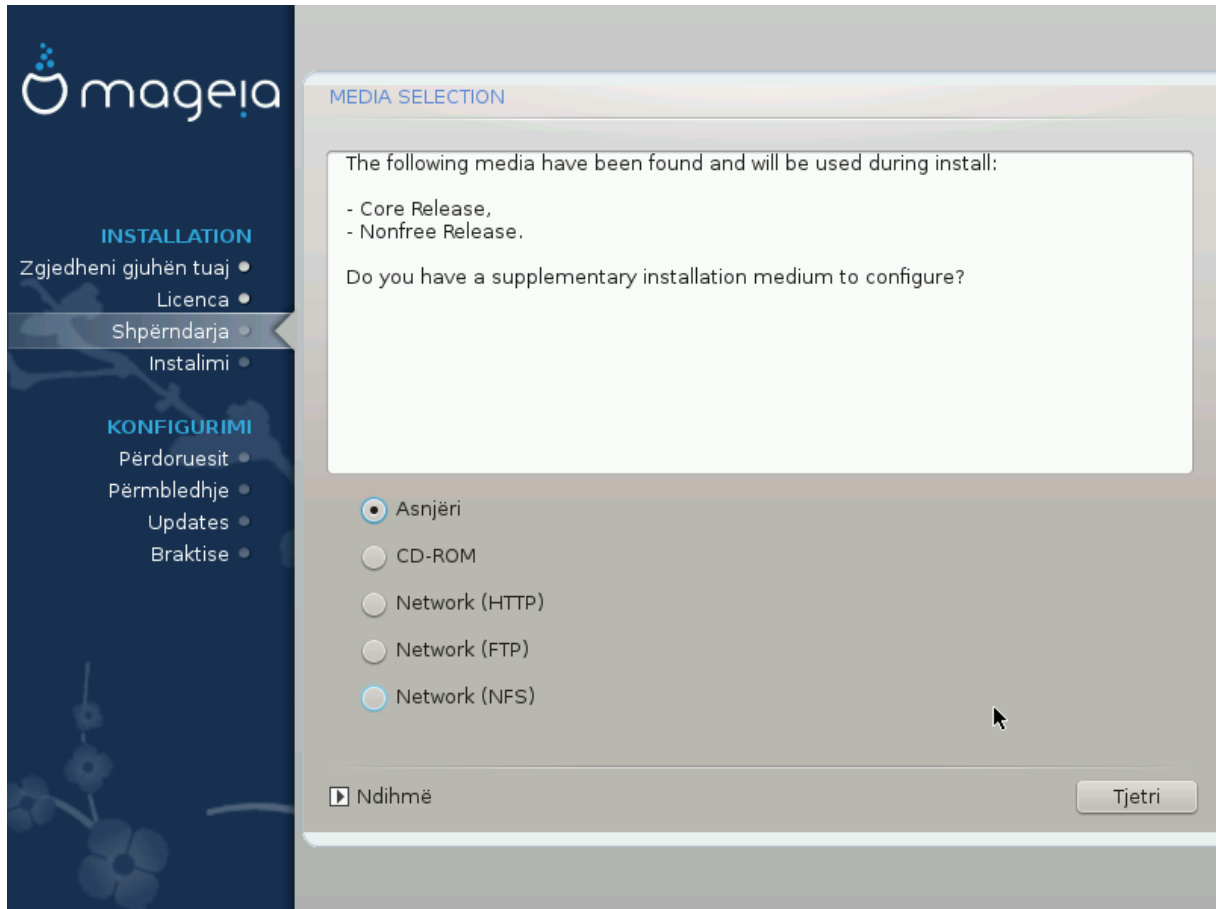 mageia
INSTALLATION
Zgjedheni gjuhën tuaj
Licenca
Shpërndarja
Instalimi
KONFIGURIMI
Përdoruesit
Përmbledhje
Updates
Braktise
MEDIA SELECTION
The following media have been found and will be used during install:
- Core Release,
- Nonfree Release.
Do you have a supplementary installation medium to configure?
Asnjëri
CD-ROM
Network (HTTP)
Network (FTP)
Network (NFS)
Ndihmë
Tjetri